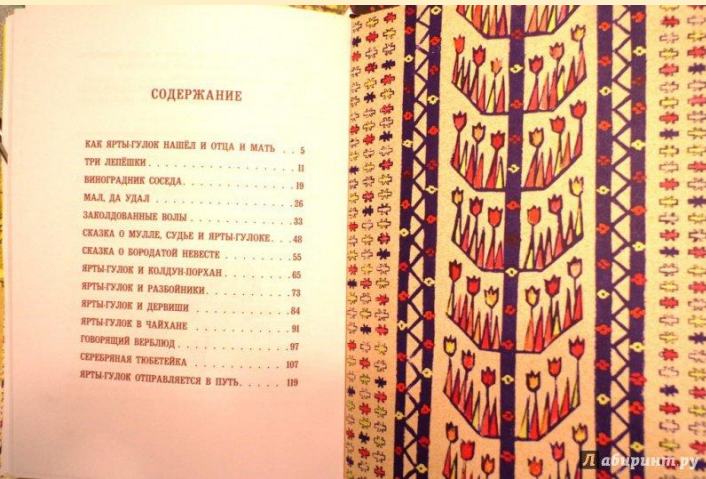 СОДЕРЖАНИЕ
КАК ЯРТЫ-ГУЛОК НАШЁЛ И ОТЦА И МАТЬ . . . 5
ТРИ ЛЕПЁШКИ . . . . . . . . . . . . . . . . 11
ВИНОГРАДНИК СОСЕДА. . . . . . . . . . . . 19
МАЛ, ДА УДАЛ . . . . . . . . . . . . . . . . 26
ЗАКОЛДОВАННЫЕ ВОЛЫ . . . . . . . . . . . 33
СКАЗКА О МУЛЛЕ, СУДЬЕ И ЯРТЫ-ГУЛОКЕ. . . 48
СКАЗКА О БОРОДАТОЙ НЕВЕСТЕ . . . . . . . 55
ЯРТЫ-ГУЛОК И КОЛДУН-ПОРХАН . . . . . . . 65
ЯРТЫ-ГУЛОК И РАЗБОЙНИКИ. . . . . . . . . 73
ЯРТЫ-ГУЛОК И ДЕРВИШИ . . . . . . . . . . 84
ЯРТЫ-ГУЛОК В ЧАЙХАНЕ . . . . . . . . . . 91
ГОВОРЯЩИЙ ВЕРБЛЮД . . . . . . . . . . . . 97
СЕРЕБРЯНАЯ ТЮБЕТЕЙКА . . . . . . . . . . 107
ЯРТЫ-ГУЛОК ОТПРАВЛЯЕТСЯ В ПУТЬ. . . . . . 119
Лабиринт.ру